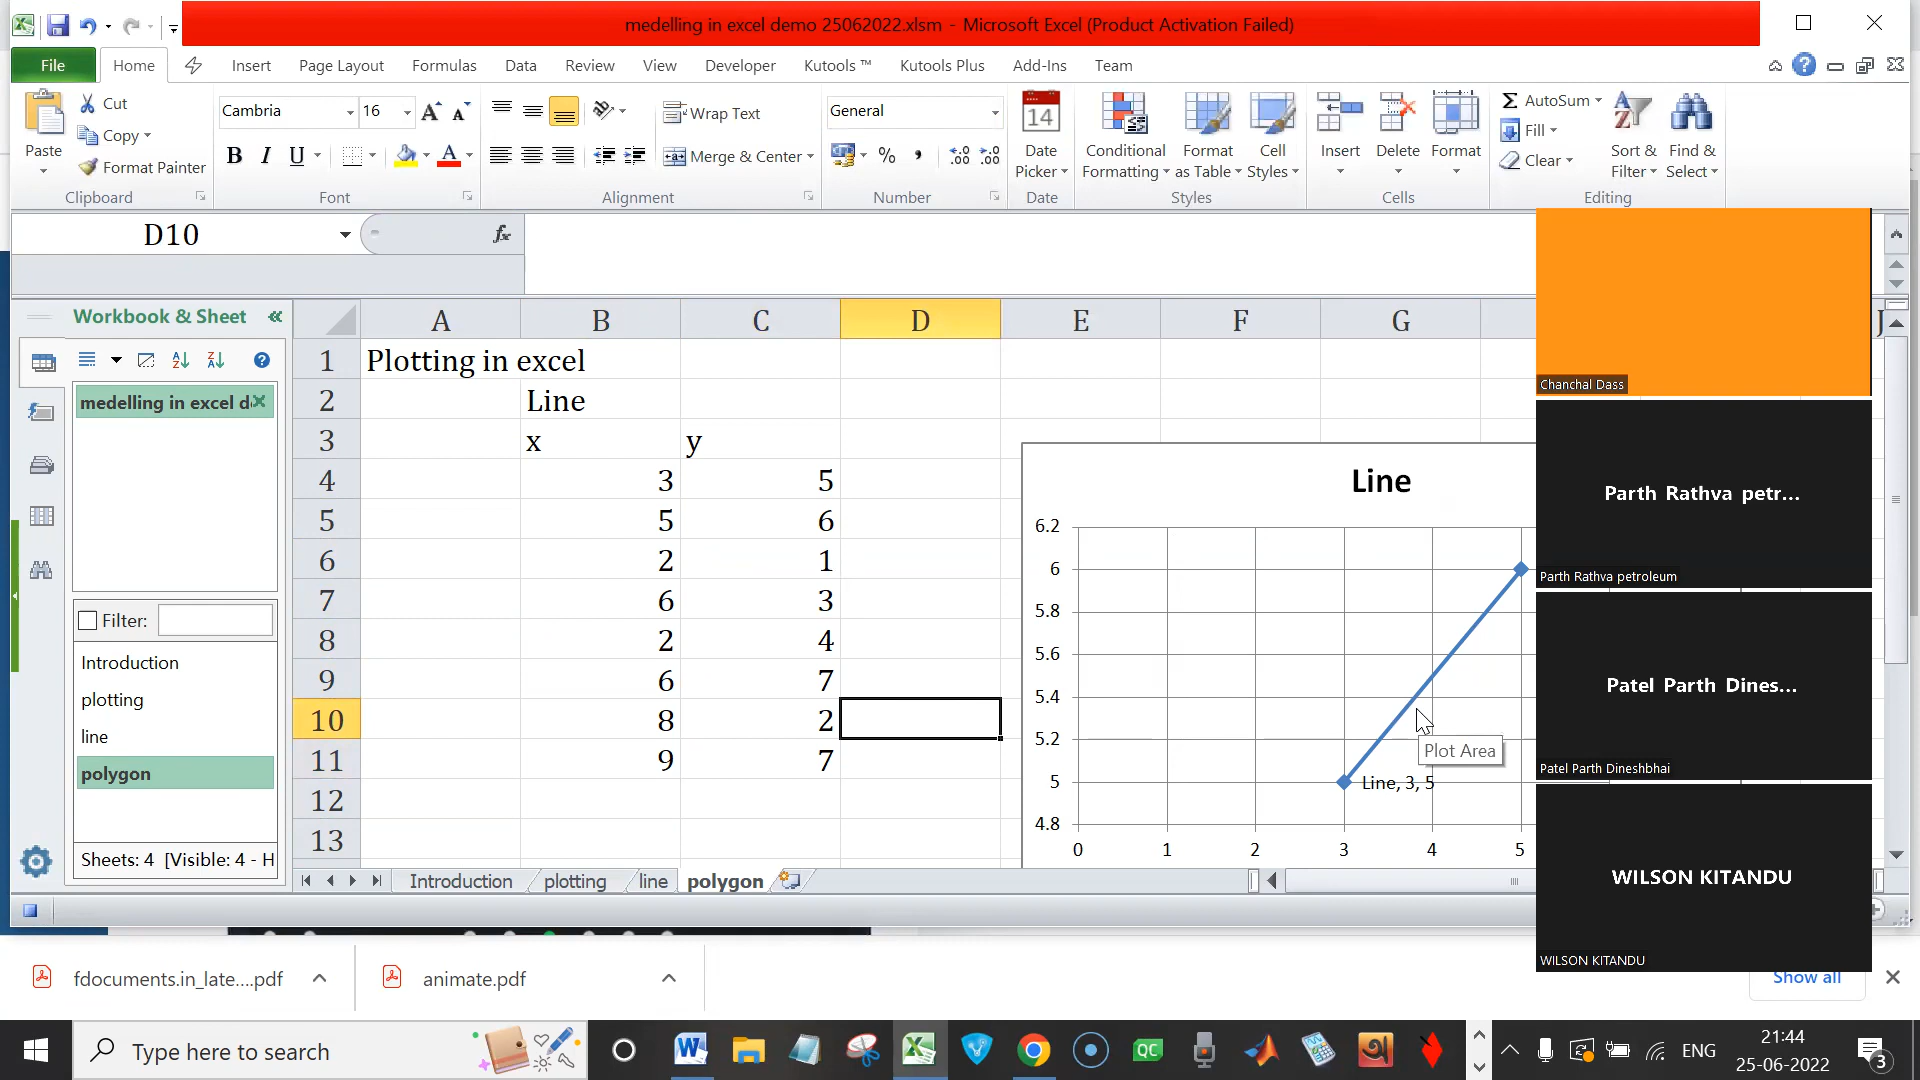 medelling in excel demo 25062022.xlsm - Microsoft Excel (Product Activation Failed)
File Home Insert Page Layout Formulas Data Review View Developer Kutools ™ Kutools Plus Add-Ins Team
Cut
Copy
Format Painter
Paste
Clipboard
Cambria 16
B I U A
Font
Wrap Text
Merge & Center
Alignment
General
%
Number
14
Date Picker
Date
Conditional Formatting
Format as Table
Cell Styles
Styles
Insert
Delete
Format
Cells
AutoSum
Fill
Clear
Sort & Filter
Find & Select
Editing
D10
fx
Workbook & Sheet
medelling in excel d
Filter:
Introduction
plotting
line
polygon
Sheets: 4 [Visible: 4 - H
A B C D E F G J
1 Plotting in excel
2 Line
3 x y
4 3 5
5 5 6
6 2 1
7 6 3
8 2 4
9 6 7
10 8 2
11 9 7
12
13
Line
6.2
6
5.8
5.6
5.4
5.2
5
4.8
0 1 2 3 4 5
Line, 3, 5
Plot Area
Chanchal Dass
Parth Rathva petr...
Parth Rathva petroleum
Patel Parth Dines...
Patel Parth Dineshbhai
WILSON KITANDU
WILSON KITANDU
Introduction plotting line polygon
fdocuments.in_late....pdf
animate.pdf
Show all
Type here to search
QC
ENG
21:44
25-06-2022
3